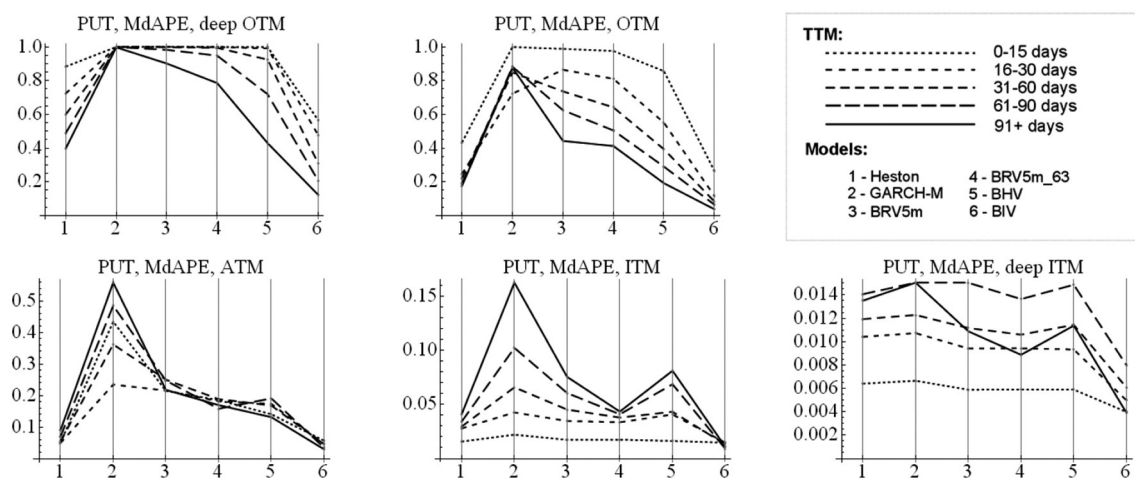 PUT, MdAPE, deep OTM
1.0
0.8
0.6
0.4
0.2
1 2 3 4 5 6
PUT, MdAPE, OTM
1.0
0.8
0.6
0.4
0.2
1 2 3 4 5 6
TTM:
0-15 days
16-30 days
31-60 days
61-90 days
91+ days
Models:
1 - Heston 4 - BRV5m_63
2 - GARCH-M 5 - BHV
3 - BRV5m 6 - BIV
PUT, MdAPE, ATM
0.5
0.4
0.3
0.2
0.1
1 2 3 4 5 6
PUT, MdAPE, ITM
0.15
0.10
0.05
1 2 3 4 5 6
PUT, MdAPE, deep ITM
0.014
0.012
0.010
0.008
0.006
0.004
0.002
1 2 3 4 5 6